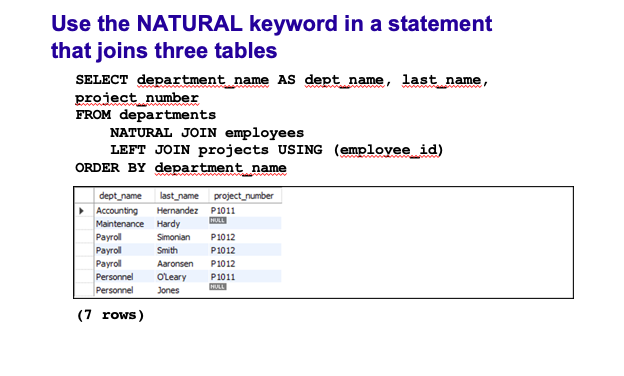 Use the NATURAL keyword in a statement
that joins three tables
SELECT department_name AS dept_name, last_name,
project_number
FROM departments
NATURAL JOIN employees
LEFT JOIN projects USING (employee_id)
ORDER BY department_name
dept_name last_name project_number
Accounting Hernandez P1011
Maintenance Hardy NULL
Payroll Simonian P1012
Payroll Smith P1012
Payroll Aaronsen P1012
Personnel O'Leary P1011
Personnel Jones NULL
(7 rows)